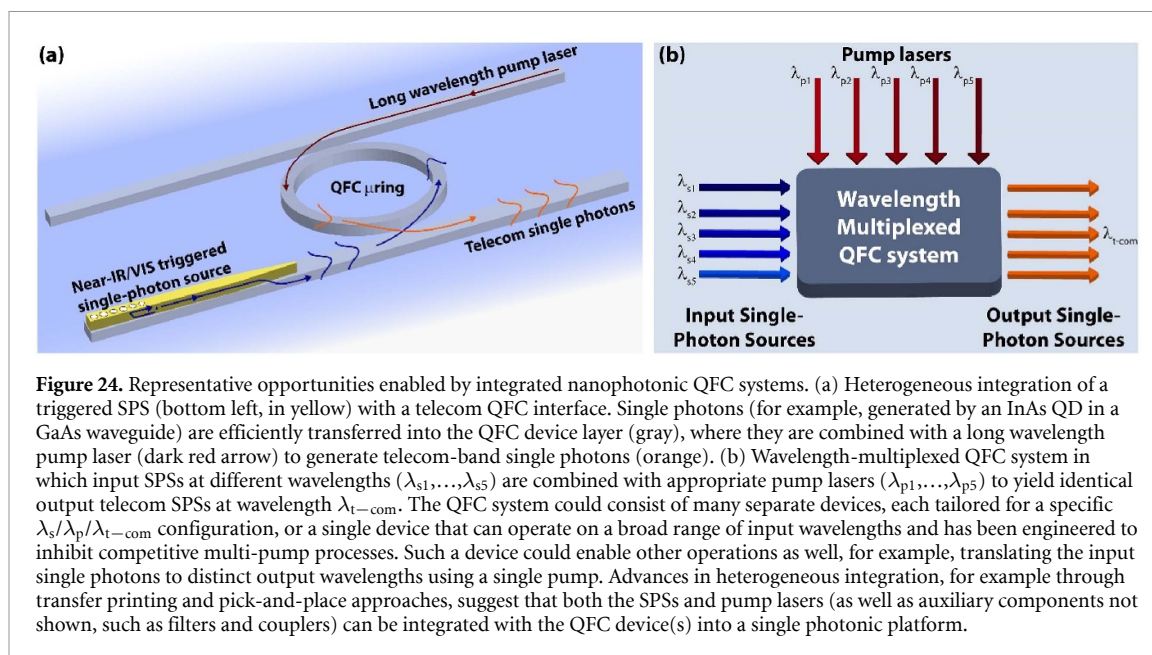 (a)
Long wavelength pump laser
QFC μring
Telecom single photons
Near-IR/VIS triggered
single-photon source
(b)
Pump lasers
λp1 λp2 λp3 λp4 λp5
λs1
λs2
λs3
λs4
λs5
Wavelength
Multiplexed
QFC system
λt-com
Input Single-
Photon Sources
Output Single-
Photon Sources
Figure 24. Representative opportunities enabled by integrated nanophotonic QFC systems. (a) Heterogeneous integration of a
triggered SPS (bottom left, in yellow) with a telecom QFC interface. Single photons (for example, generated by an InAs QD in a
GaAs waveguide) are efficiently transferred into the QFC device layer (gray), where they are combined with a long wavelength
pump laser (dark red arrow) to generate telecom-band single photons (orange). (b) Wavelength-multiplexed QFC system in
which input SPSs at different wavelengths (λs1,…,λs5) are combined with appropriate pump lasers (λp1,…,λp5) to yield identical
output telecom SPSs at wavelength λt−com. The QFC system could consist of many separate devices, each tailored for a specific
λs/λp/λt−com configuration, or a single device that can operate on a broad range of input wavelengths and has been engineered to
inhibit competitive multi-pump processes. Such a device could enable other operations as well, for example, translating the input
single photons to distinct output wavelengths using a single pump. Advances in heterogeneous integration, for example through
transfer printing and pick-and-place approaches, suggest that both the SPSs and pump lasers (as well as auxiliary components not
shown, such as filters and couplers) can be integrated with the QFC device(s) into a single photonic platform.